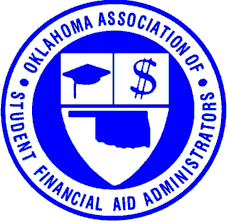 OKLAHOMA ASSOCIATION OF
STUDENT FINANCIAL AID ADMINISTRATORS
$